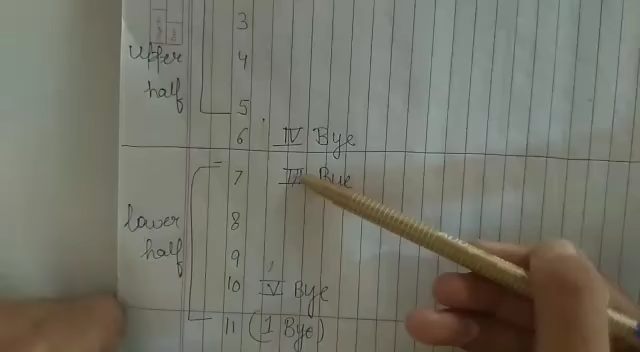 3
Upper 4
half
5
6 IV Bye
7 III Bye
lower 8
half 9
10 V Bye
11 (1 Bye)